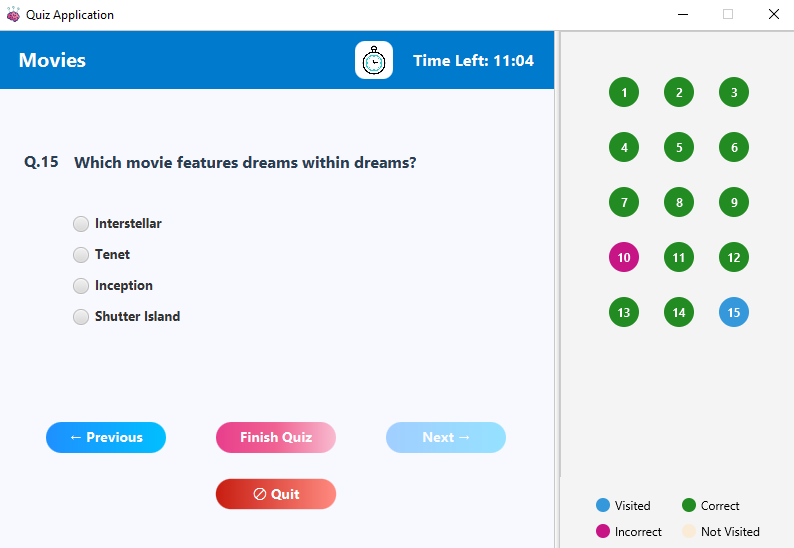 Quiz Application
Movies
Time Left: 11:04
Q.15 Which movie features dreams within dreams?
Interstellar
Tenet
Inception
Shutter Island
← Previous
Finish Quiz
Next →
Quit
1 2 3
4 5 6
7 8 9
10 11 12
13 14 15
Visited
Correct
Incorrect
Not Visited